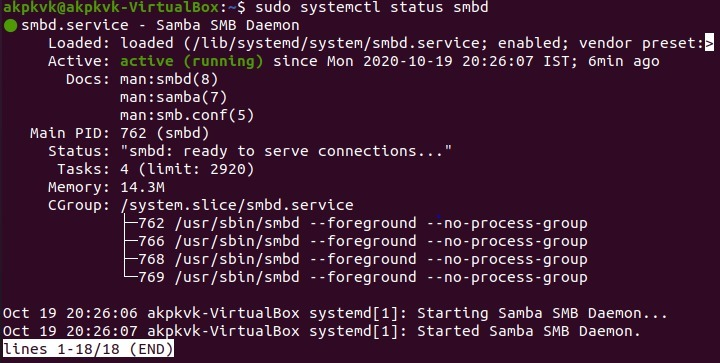 akpkvk@akpkvk-VirtualBox:~$ sudo systemctl status smbd
● smbd.service - Samba SMB Daemon
     Loaded: loaded (/lib/systemd/system/smbd.service; enabled; vendor preset:>
     Active: active (running) since Mon 2020-10-19 20:26:07 IST; 6min ago
       Docs: man:smbd(8)
             man:samba(7)
             man:smb.conf(5)
   Main PID: 762 (smbd)
     Status: "smbd: ready to serve connections..."
      Tasks: 4 (limit: 2920)
     Memory: 14.3M
     CGroup: /system.slice/smbd.service
             ├─762 /usr/sbin/smbd --foreground --no-process-group
             ├─766 /usr/sbin/smbd --foreground --no-process-group
             ├─768 /usr/sbin/smbd --foreground --no-process-group
             └─769 /usr/sbin/smbd --foreground --no-process-group

Oct 19 20:26:06 akpkvk-VirtualBox systemd[1]: Starting Samba SMB Daemon...
Oct 19 20:26:07 akpkvk-VirtualBox systemd[1]: Started Samba SMB Daemon.
lines 1-18/18 (END)